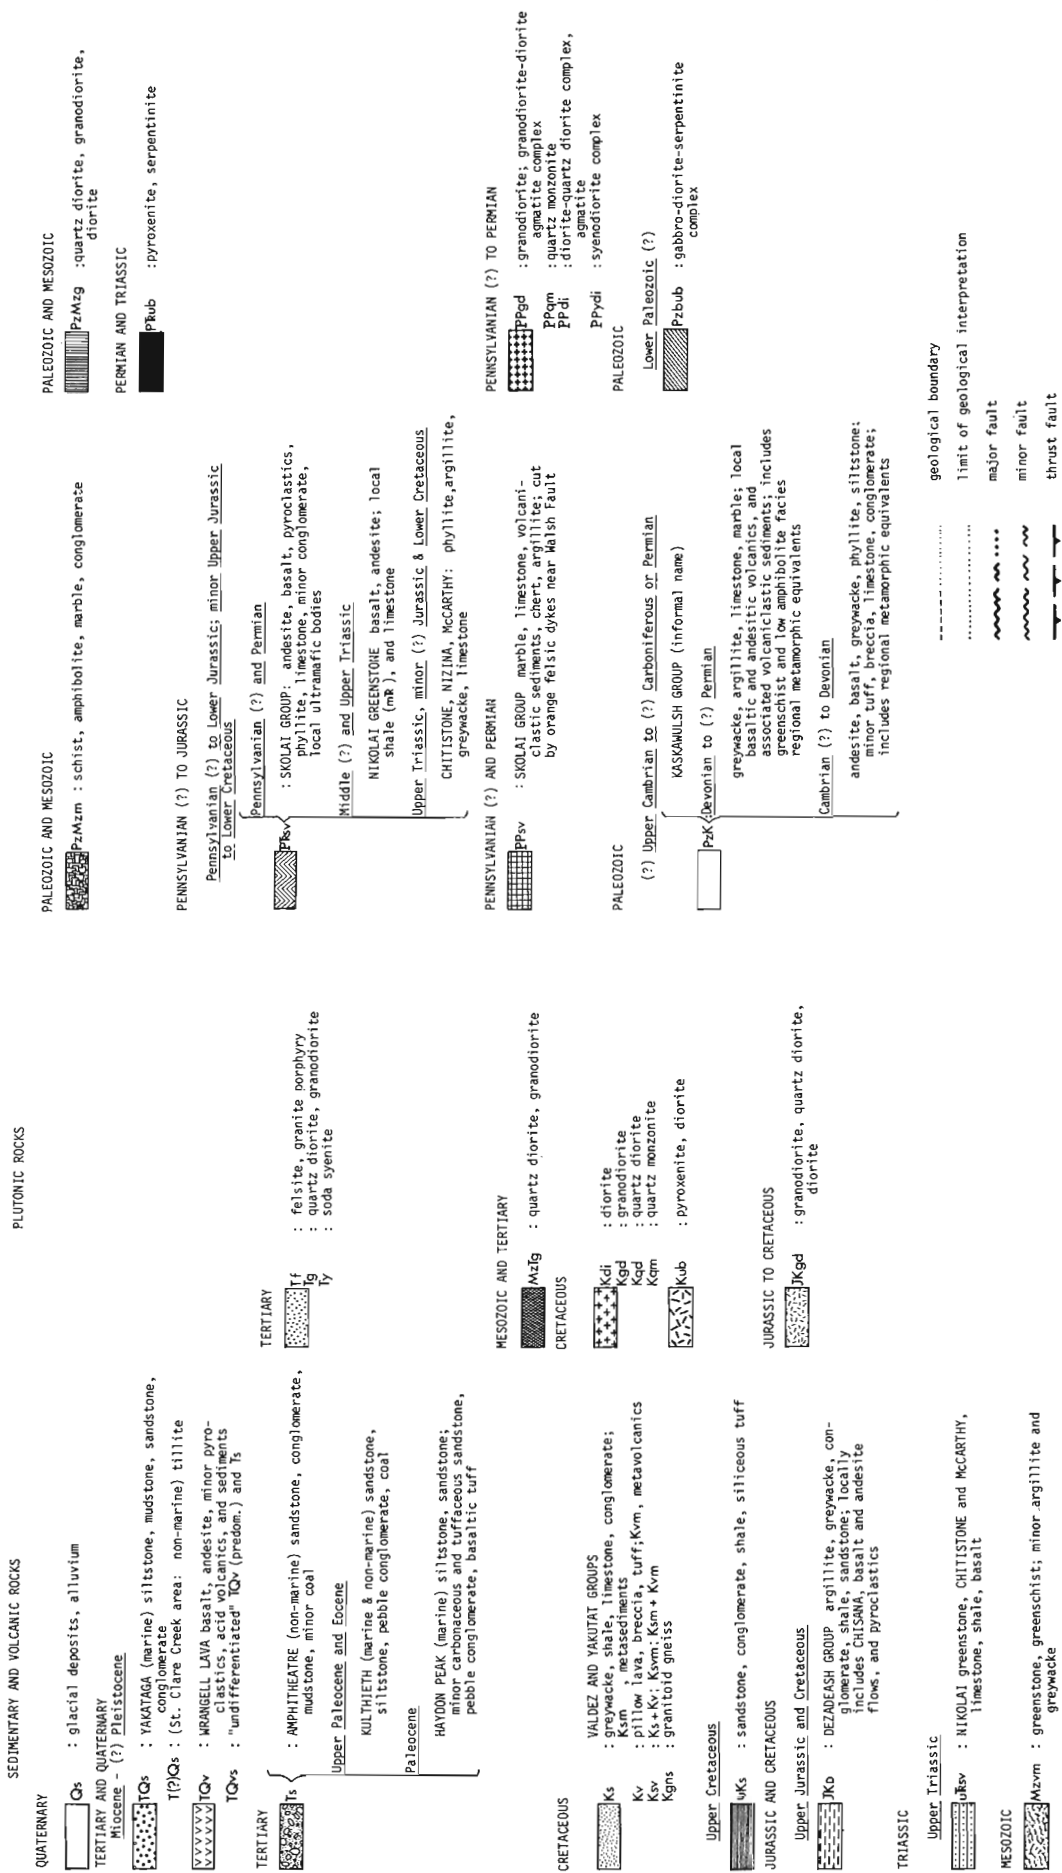 SEDIMENTARY AND VOLCANIC ROCKS
QUATERNARY
Qs : glacial deposits, alluvium
TERTIARY AND QUATERNARY
Miocene - (?) Pleistocene
TQs : YAKATAGA (marine) siltstone, mudstone, sandstone,
conglomerate
T(?)Qs : (St. Clare Creek area: non-marine) tillite
TQv : WRANGELL LAVA basalt, andesite, minor pyro-
clastics, acid volcanics, and sediments
TQvs : "undifferentiated" TQv (predom.) and Ts
TERTIARY
Ts : AMPHITHEATRE (non-marine) sandstone, conglomerate,
mudstone, minor coal
Upper Paleocene and Eocene
KULTHIETH (marine & non-marine) sandstone,
siltstone, pebble conglomerate, coal
Paleocene
HAYDON PEAK (marine) siltstone, sandstone;
minor carbonaceous and tuffaceous sandstone,
pebble conglomerate, basaltic tuff
CRETACEOUS
VALDEZ AND YAKUTAT GROUPS
Ks : greywacke, shale, limestone, conglomerate;
Ksm , metasediments
Kv : pillow lava, breccia, tuff;Kvm, metavolcanics
Ksv : Ks+Kv; Ksvm: Ksm + Kvm
Kgns : granitoid gneiss
Upper Cretaceous
uKs : sandstone, conglomerate, shale, siliceous tuff
JURASSIC AND CRETACEOUS
Upper Jurassic and Cretaceous
JKD : DEZADEASH GROUP argillite, greywacke, con-
glomerate, shale, sandstone; locally
includes CHISANA, basalt and andesite
flows, and pyroclastics
TRIASSIC
Upper Triassic
uTRsv : NIKOLAI greenstone, CHITISTONE and McCARTHY,
limestone, shale, basalt
MESOZOIC
Mzvm : greenstone, greenschist; minor argillite and
greywacke
PLUTONIC ROCKS
TERTIARY
Tf : felsite, granite porphyry
Tg : quartz diorite, granodiorite
Ty : soda syenite
MESOZOIC AND TERTIARY
MzTg : quartz diorite, granodiorite
CRETACEOUS
Kdi : diorite
Kgd : granodiorite
Kqd : quartz diorite
Kqm : quartz monzonite
Kub : pyroxenite, diorite
JURASSIC TO CRETACEOUS
JKgd : granodiorite, quartz diorite,
diorite
PALEOZOIC AND MESOZOIC
PzMzm : schist, amphibolite, marble, conglomerate
PENNSYLVANIAN (?) TO JURASSIC
Pennsylvanian (?) to Lower Jurassic; minor Upper Jurassic
to Lower Cretaceous
Pennsylvanian (?) and Permian
PTRsv : SKOLAI GROUP: andesite, basalt, pyroclastics,
phyllite, limestone, minor conglomerate,
local ultramafic bodies
Middle (?) and Upper Triassic
NIKOLAI GREENSTONE basalt, andesite; local
shale (mTR), and limestone
Upper Triassic, minor (?) Jurassic & Lower Cretaceous
CHITISTONE, NIZINA, McCARTHY: phyllite,argillite,
greywacke, limestone
PENNSYLVANIAN (?) AND PERMIAN
PPsv : SKOLAI GROUP marble, limestone, volcani-
clastic sediments, chert, argillite; cut
by orange felsic dykes near Walsh Fault
PALEOZOIC
(?) Upper Cambrian to (?) Carboniferous or Permian
KASKAWULSH GROUP (informal name)
PzK :Devonian to (?) Permian
greywacke, argillite, limestone, marble; local
basaltic and andesitic volcanics, and
associated volcaniclastic sediments; includes
greenschist and low amphibolite facies
regional metamorphic equivalents
Cambrian (?) to Devonian
andesite, basalt, greywacke, phyllite, siltstone;
minor tuff, breccia, limestone, conglomerate;
includes regional metamorphic equivalents
PALEOZOIC AND MESOZOIC
PzMzg :quartz diorite, granodiorite,
diorite
PERMIAN AND TRIASSIC
PTRub :pyroxenite, serpentinite
PENNSYLVANIAN (?) TO PERMIAN
PPgd :granodiorite; granodiorite-diorite
agmatite complex
PPqm :quartz monzonite
PPdi :diorite-quartz diorite complex,
agmatite
PPydi :syenodiorite complex
PALEOZOIC
Lower Paleozoic (?)
Pzbub :gabbro-diorite-serpentinite
complex
geological boundary
limit of geological interpretation
major fault
minor fault
thrust fault